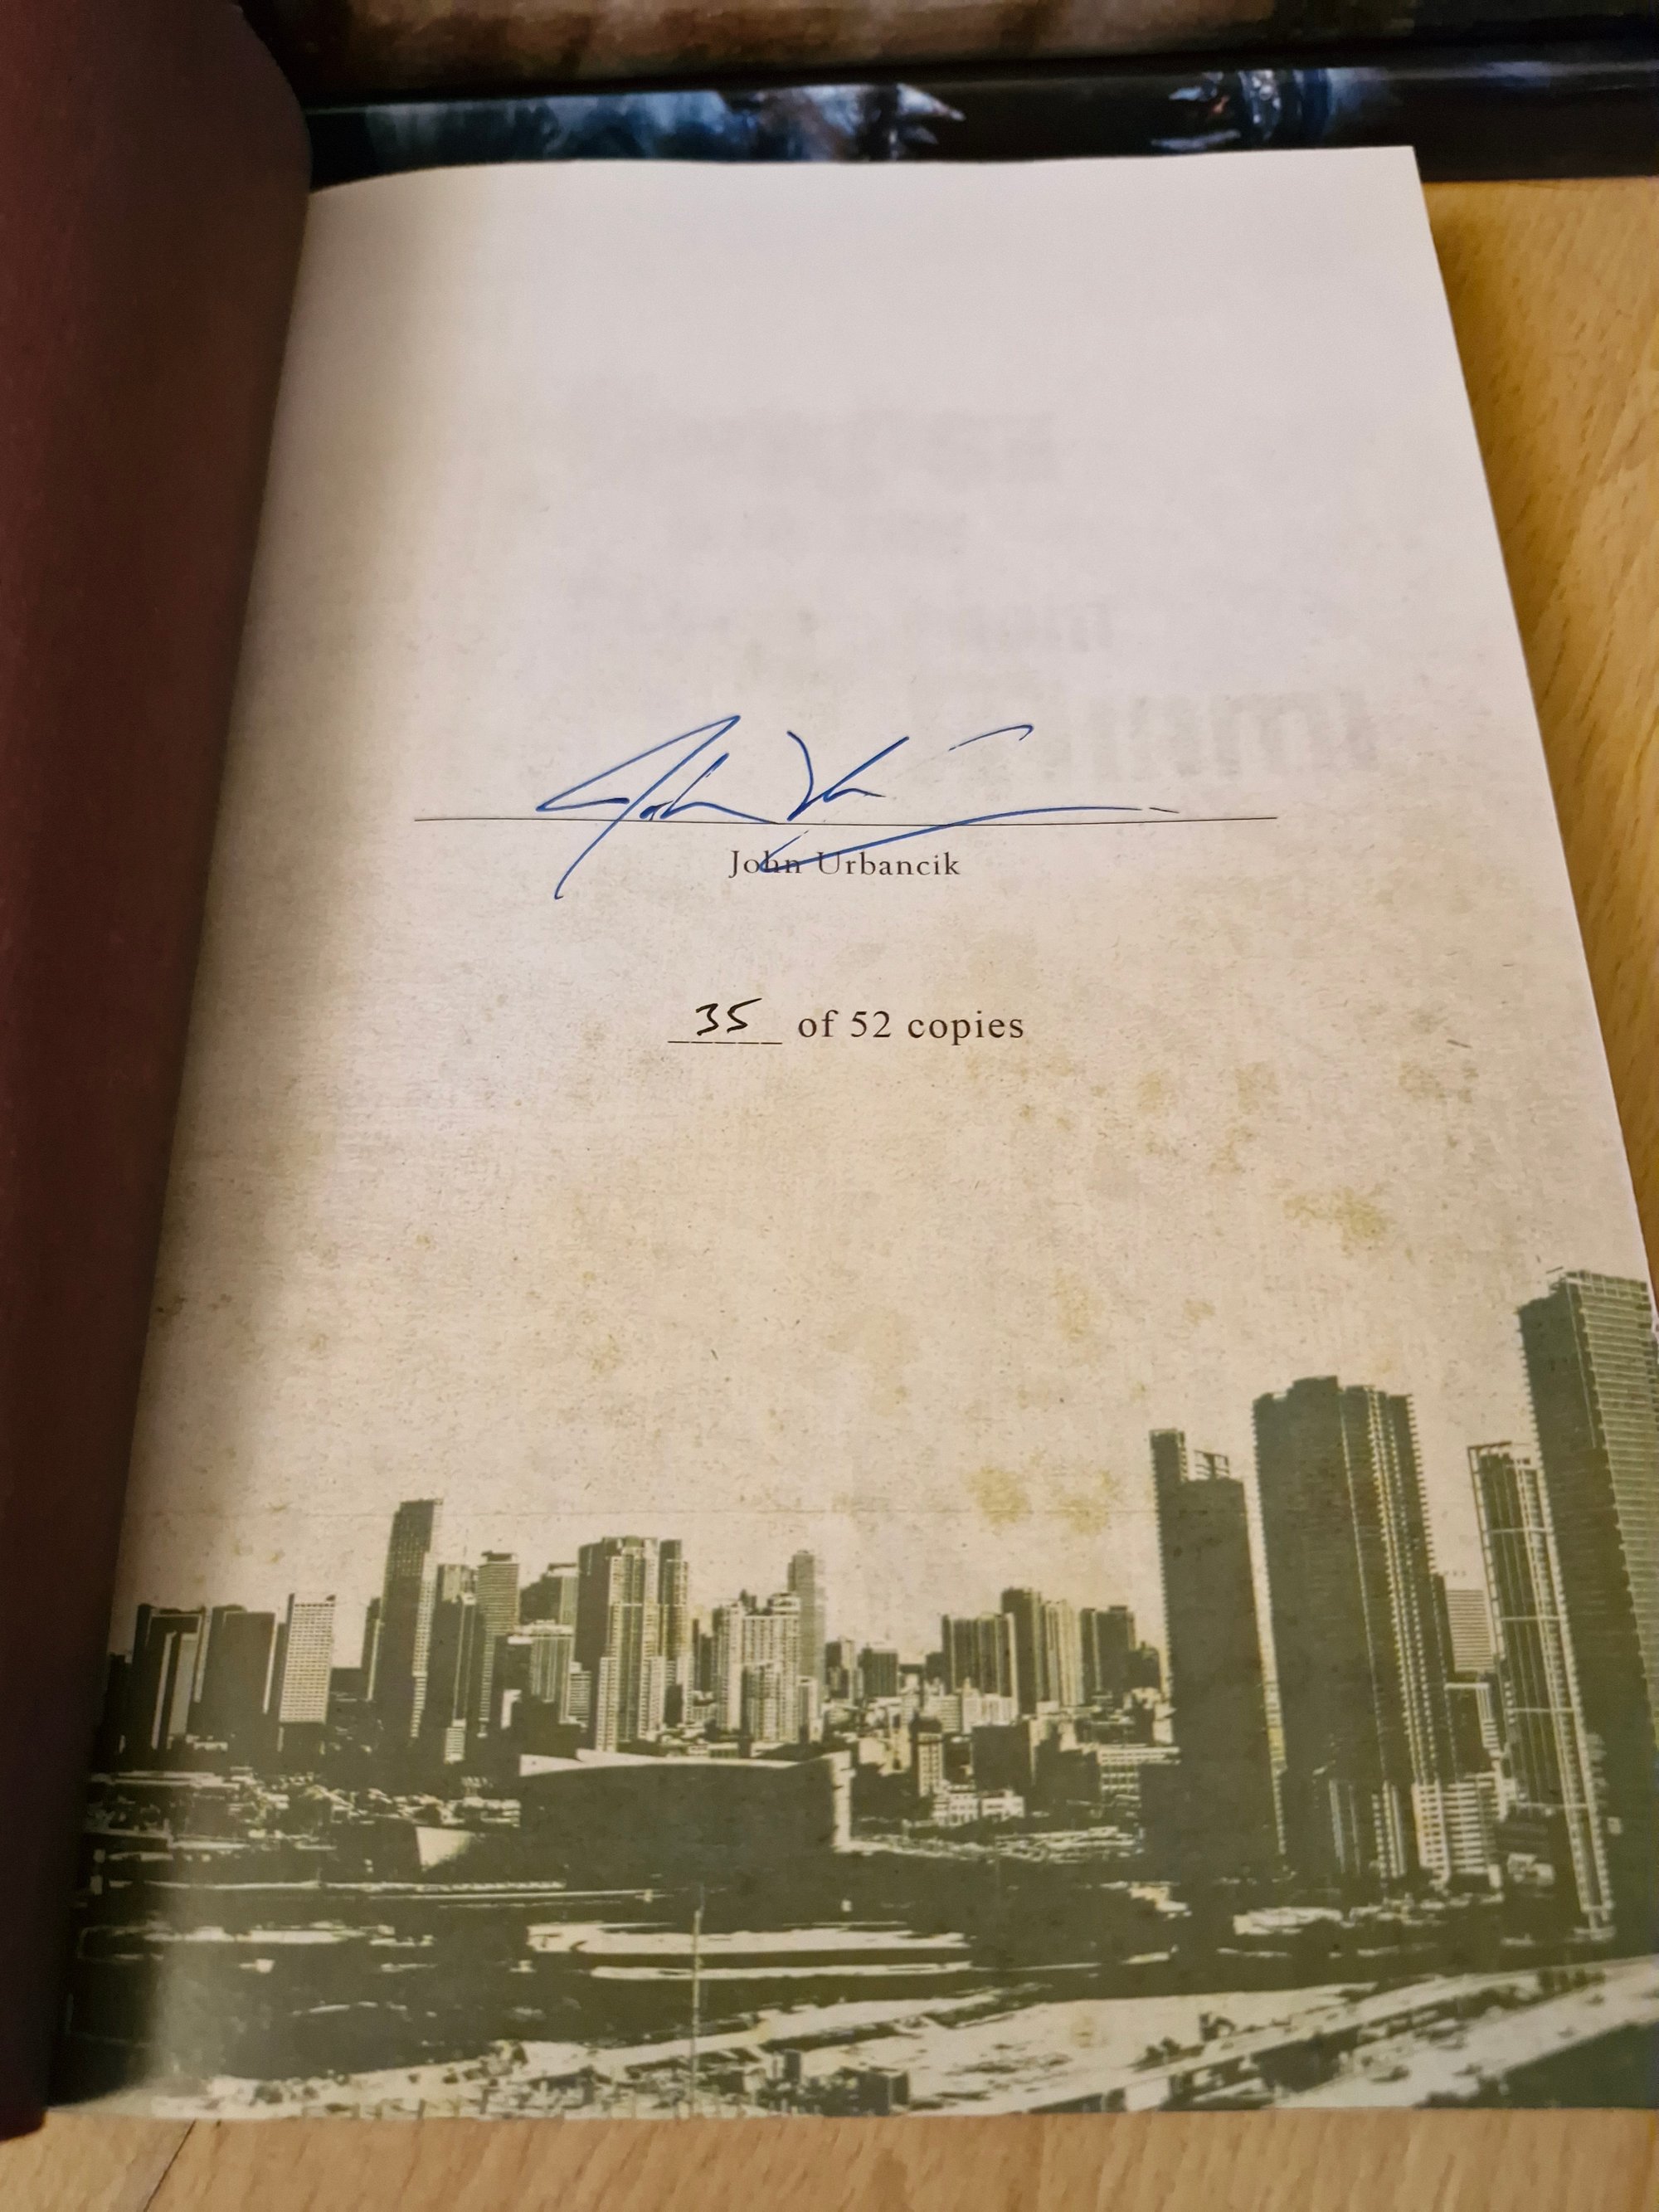 John Urbancik
35 of 52 copies